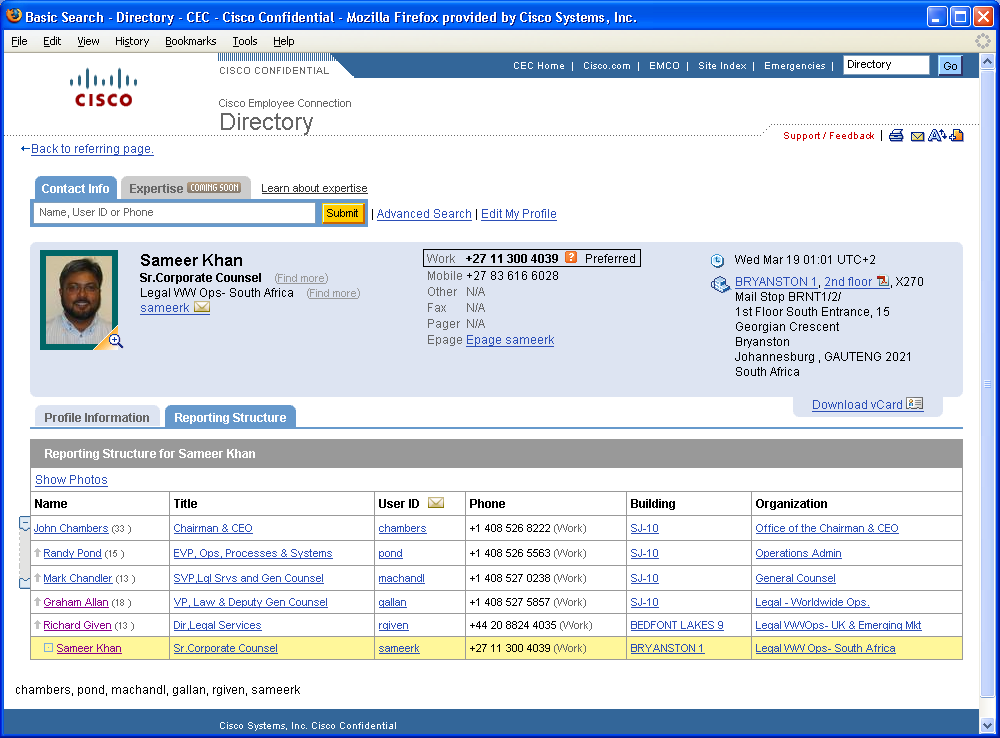 Basic Search - Directory - CEC - Cisco Confidential - Mozilla Firefox provided by Cisco Systems, Inc.
File Edit View History Bookmarks Tools Help
CISCO CONFIDENTIAL
CEC Home | Cisco.com | EMCO | Site Index | Emergencies | Directory Go
CISCO
Cisco Employee Connection
Directory
Support / Feedback |
←Back to referring page.
Contact Info Expertise COMING SOON Learn about expertise
Name, User ID or Phone Submit | Advanced Search | Edit My Profile
Sameer Khan
Sr.Corporate Counsel (Find more)
Legal WW Ops- South Africa (Find more)
sameerk
Work +27 11 300 4039 ? Preferred
Mobile +27 83 616 6028
Other N/A
Fax N/A
Pager N/A
Epage Epage sameerk
Wed Mar 19 01:01 UTC+2
BRYANSTON 1, 2nd floor , X270
Mail Stop BRNT1/2/
1st Floor South Entrance, 15
Georgian Crescent
Bryanston
Johannesburg , GAUTENG 2021
South Africa
Download vCard
Profile Information Reporting Structure
Reporting Structure for Sameer Khan
Show Photos
Name Title User ID Phone Building Organization
John Chambers (33 ) Chairman & CEO chambers +1 408 526 8222 (Work) SJ-10 Office of the Chairman & CEO
Randy Pond (15 ) EVP, Ops, Processes & Systems pond +1 408 526 5563 (Work) SJ-10 Operations Admin
Mark Chandler (13 ) SVP,Lgl Srvs and Gen Counsel machandl +1 408 527 0238 (Work) SJ-10 General Counsel
Graham Allan (18 ) VP, Law & Deputy Gen Counsel gallan +1 408 527 5857 (Work) SJ-10 Legal - Worldwide Ops.
Richard Given (13 ) Dir,Legal Services rgiven +44 20 8824 4035 (Work) BEDFONT LAKES 9 Legal WWOps- UK & Emerging Mkt
Sameer Khan Sr.Corporate Counsel sameerk +27 11 300 4039 (Work) BRYANSTON 1 Legal WW Ops- South Africa
chambers, pond, machandl, gallan, rgiven, sameerk
Cisco Systems, Inc. Cisco Confidential